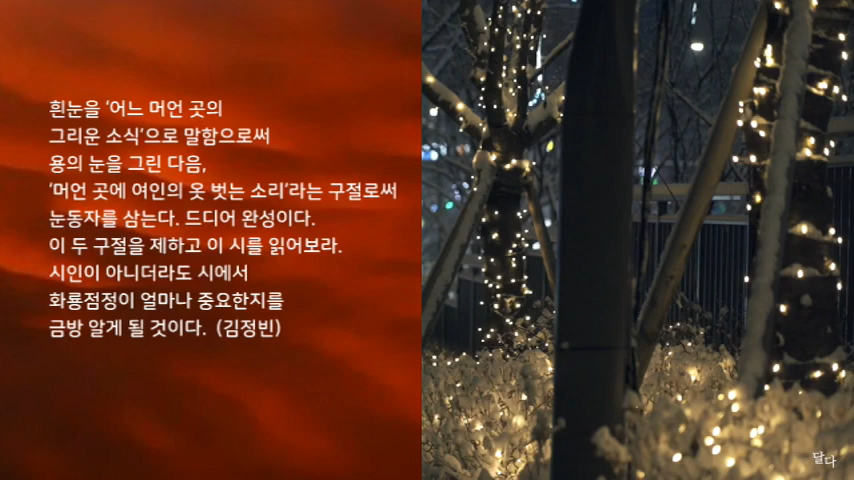 흰눈을 ‘어느 머언 곳의
그리운 소식’으로 말함으로써
용의 눈을 그린 다음,
‘머언 곳에 여인의 옷 벗는 소리’라는 구절로써
눈동자를 삼는다. 드디어 완성이다.
이 두 구절을 제하고 이 시를 읽어보라.
시인이 아니더라도 시에서
화룡점정이 얼마나 중요한지를
금방 알게 될 것이다. (김정빈)
달다